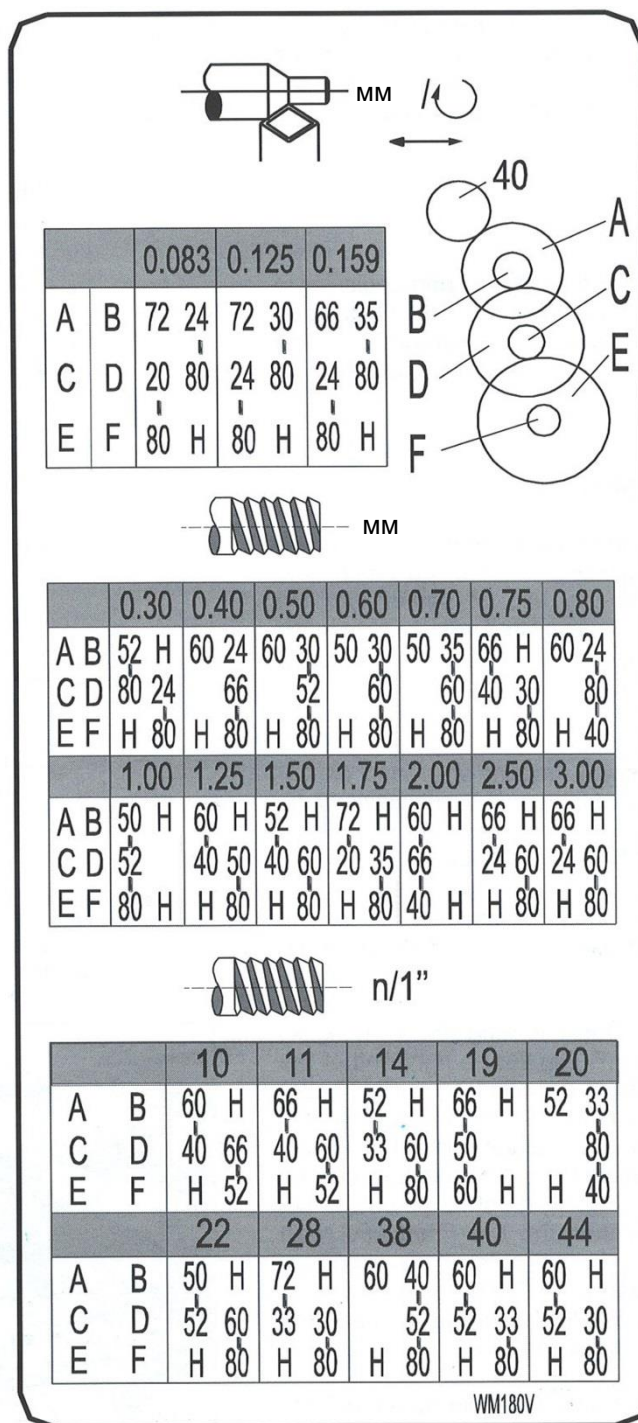 мм /
40
A
B
C
D
E
F
0.083 0.125 0.159
A B 72 24 72 30 66 35
C D 20 80 24 80 24 80
E F 80 H 80 H 80 H
мм
0.30 0.40 0.50 0.60 0.70 0.75 0.80
A B 52 H 60 24 60 30 50 30 50 35 66 H 60 24
C D 80 24 66 52 60 60 40 30 80
E F H 80 H 80 H 80 H 80 H 80 H 80 H 40
1.00 1.25 1.50 1.75 2.00 2.50 3.00
A B 50 H 60 H 52 H 72 H 60 H 66 H 66 H
C D 52 40 50 40 60 20 35 66 24 60 24 60
E F 80 H H 80 H 80 H 80 40 H H 80 H 80
n/1”
10 11 14 19 20
A B 60 H 66 H 52 H 66 H 52 33
C D 40 66 40 60 33 60 50 80
E F H 52 H 52 H 80 60 H H 40
22 28 38 40 44
A B 50 H 72 H 60 40 60 H 60 H
C D 52 60 33 30 52 52 33 52 30
E F H 80 H 80 H 80 H 80 H 80
WM180V